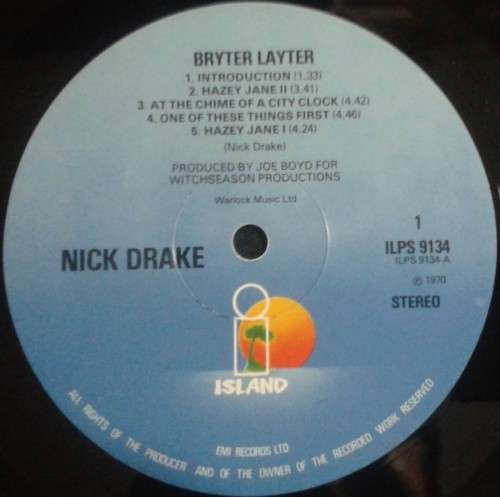 BRYTER LAYTER
1. INTRODUCTION (1.33)
2. HAZEY JANE II (3.41)
3. AT THE CHIME OF A CITY CLOCK (4.42)
4. ONE OF THESE THINGS FIRST (4.46)
5. HAZEY JANE I (4.24)
(Nick Drake)
PRODUCED BY JOE BOYD FOR
WITCHSEASON PRODUCTIONS
Warlock Music Ltd
NICK DRAKE
1
ILPS 9134
ILPS 9134-A
℗ 1970
STEREO
i
ISLAND
EMI RECORDS LTD
ALL RIGHTS OF THE PRODUCER AND OF THE OWNER OF THE RECORDED WORK RESERVED